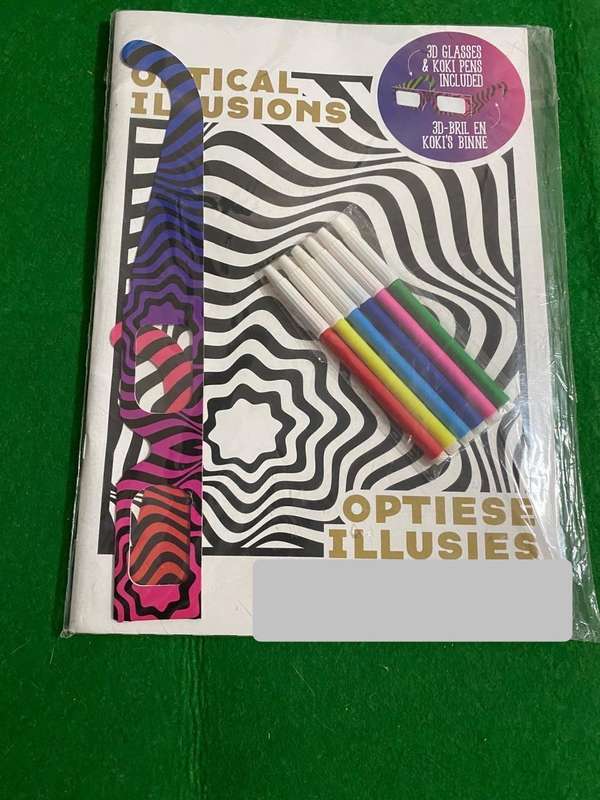 OPTICAL
ILLUSIONS
3D GLASSES
& KOKI PENS
INCLUDED
3D-BRIL EN
KOKI'S BINNE
OPTIESE
ILLUSIES